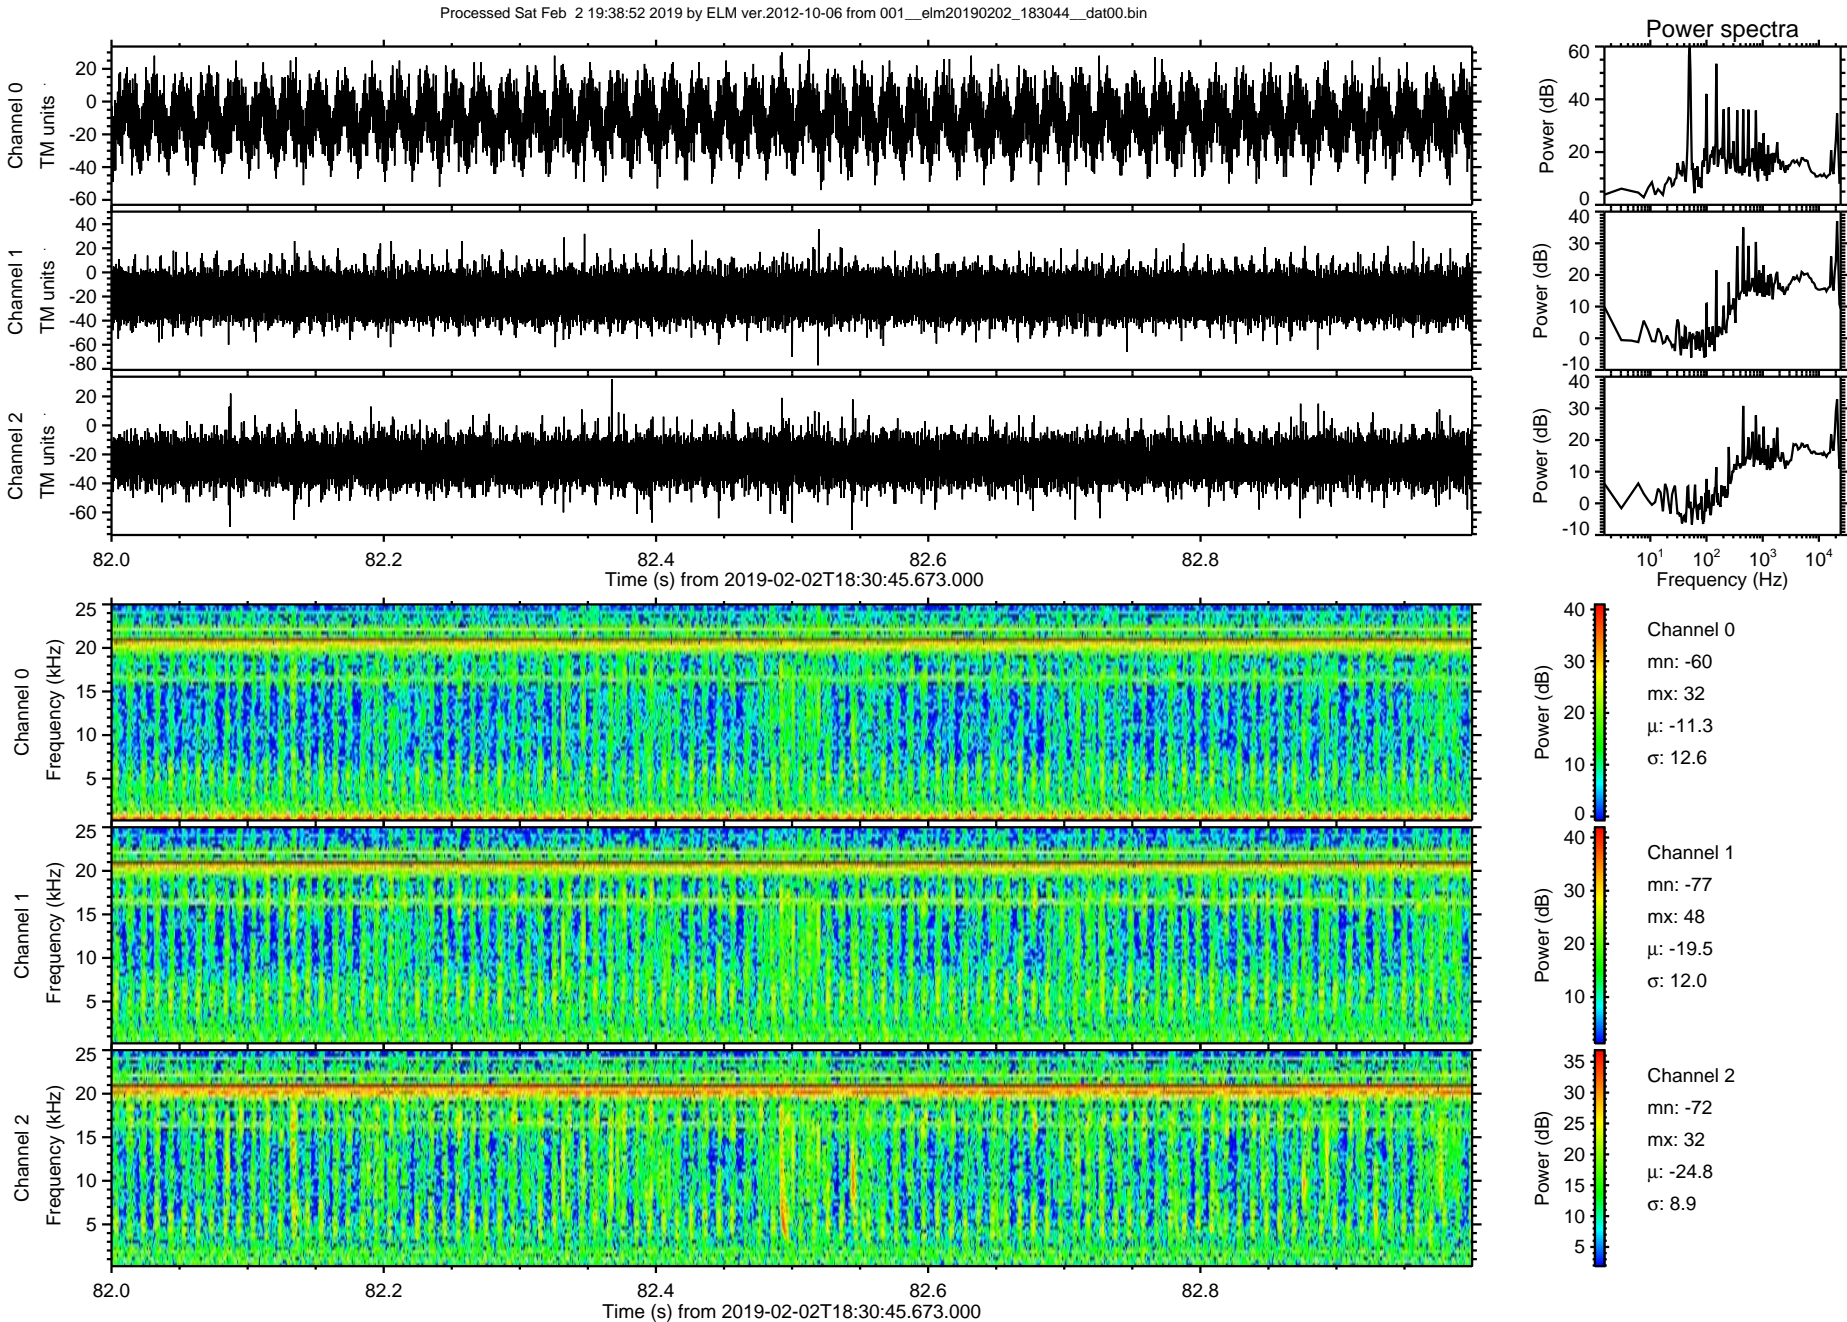 Processed Sat Feb  2 19:38:52 2019 by ELM ver.2012-10-06 from 001__elm20190202_183044__dat00.bin
Power spectra
Channel 0
TM units
20
0
-20
-40
-60
Power (dB)
60
40
20
0
Channel 1
TM units
40
20
0
-20
-40
-60
-80
Power (dB)
40
30
20
10
0
-10
Channel 2
TM units
20
0
-20
-40
-60
Power (dB)
40
30
20
10
0
-10
82.0 82.2 82.4 82.6 82.8
Time (s) from 2019-02-02T18:30:45.673.000
10^1 10^2 10^3 10^4
Frequency (Hz)
Channel 0
Frequency (kHz)
25
20
15
10
5
Power (dB)
40
30
20
10
0
Channel 0
mn: -60
mx: 32
μ: -11.3
σ: 12.6
Channel 1
Frequency (kHz)
25
20
15
10
5
Power (dB)
40
30
20
10
Channel 1
mn: -77
mx: 48
μ: -19.5
σ: 12.0
Channel 2
Frequency (kHz)
25
20
15
10
5
Power (dB)
35
30
25
20
15
10
5
Channel 2
mn: -72
mx: 32
μ: -24.8
σ: 8.9
82.0 82.2 82.4 82.6 82.8
Time (s) from 2019-02-02T18:30:45.673.000